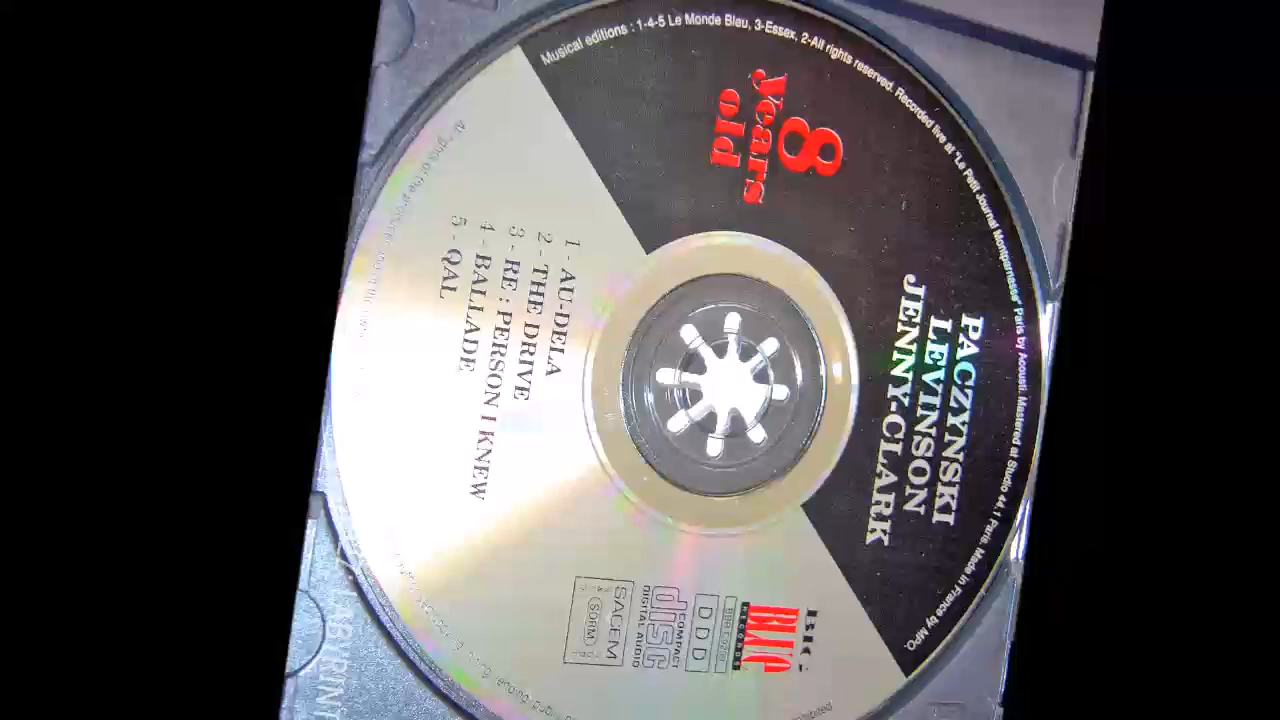 Musical editions : 1-4-5 Le Monde Bleu, 3-Essex, 2-All rights reserved. Recorded live at "Le Petit Journal Montparnasse" Paris by Acousti. Mastered at Studio 44.1 Paris. Made in France by MPO.
PACZYNSKI
LEVINSON
JENNY-CLARK
8
years
old
1 - AU-DELA
2 - THE DRIVE
3 - RE : PERSON I KNEW
4 - BALLADE
5 - QAL
BIG
BLUE
RECORDS
DDD
COMPACT
disc
DIGITAL AUDIO
SACEM
SDRM